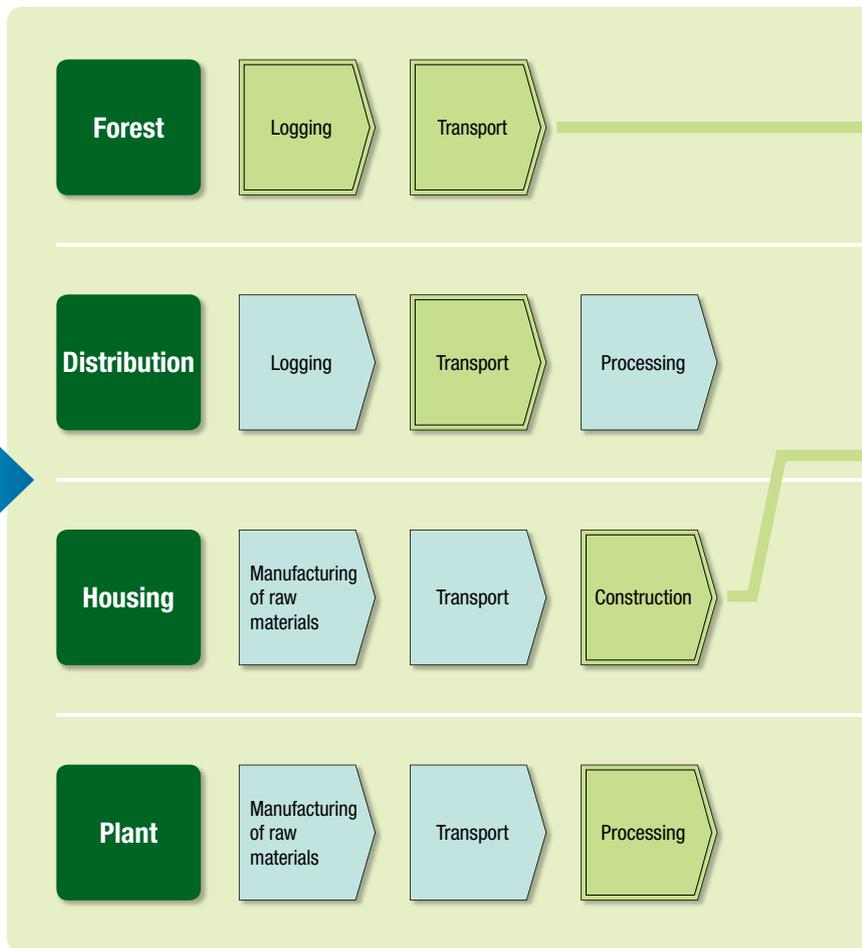 Forest
Logging
Transport
Distribution
Logging
Transport
Processing
Housing
Manufacturing
of raw
materials
Transport
Construction
Plant
Manufacturing
of raw
materials
Transport
Processing